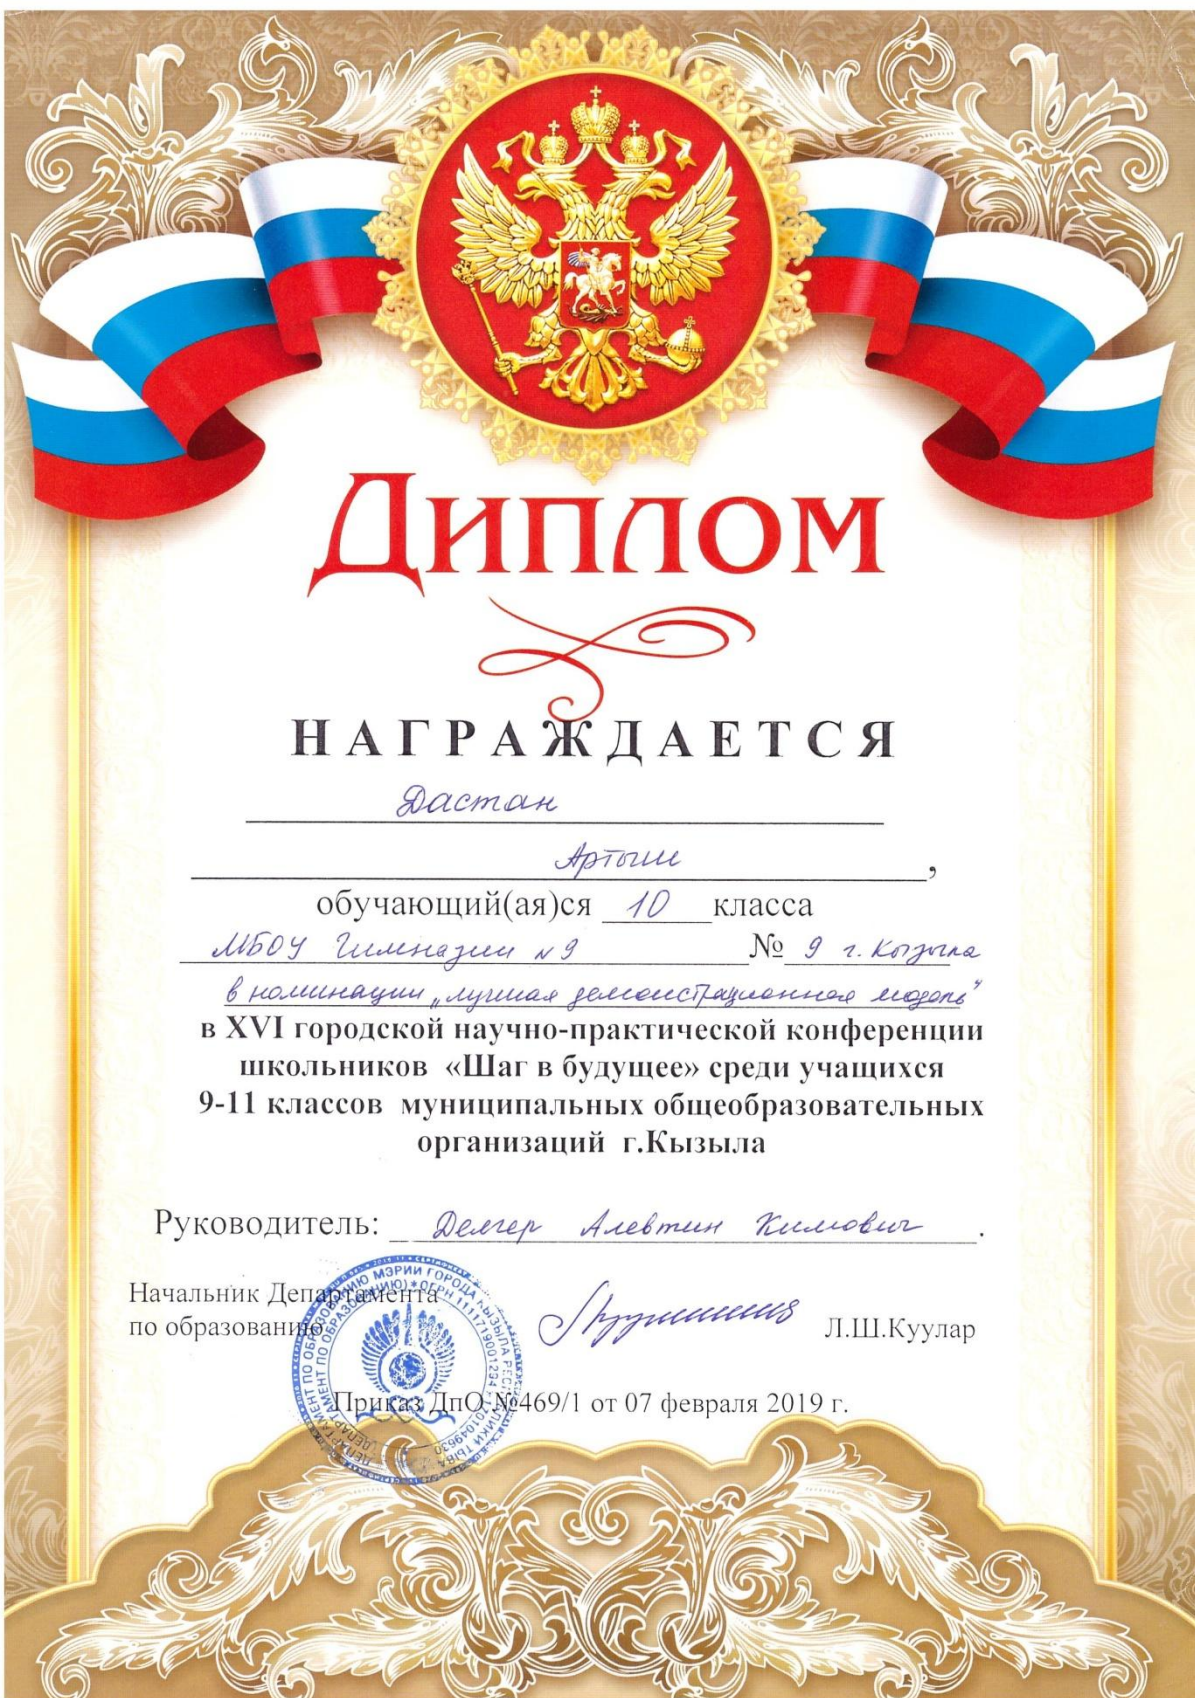 Диплом
НАГРАЖДАЕТСЯ
Дастан
Артыш,
обучающий(ая)ся 10 класса
МБОУ Гимназии №9 № 9 г. Кызыла
в номинации „лучшая демонстрационная модель"
в XVI городской научно-практической конференции
школьников «Шаг в будущее» среди учащихся
9-11 классов муниципальных общеобразовательных
организаций г.Кызыла
Руководитель: Делгер Алевтин Кимович.
Начальник Департамента
по образованию
Л.Ш.Куулар
Приказ ДпО №469/1 от 07 февраля 2019 г.